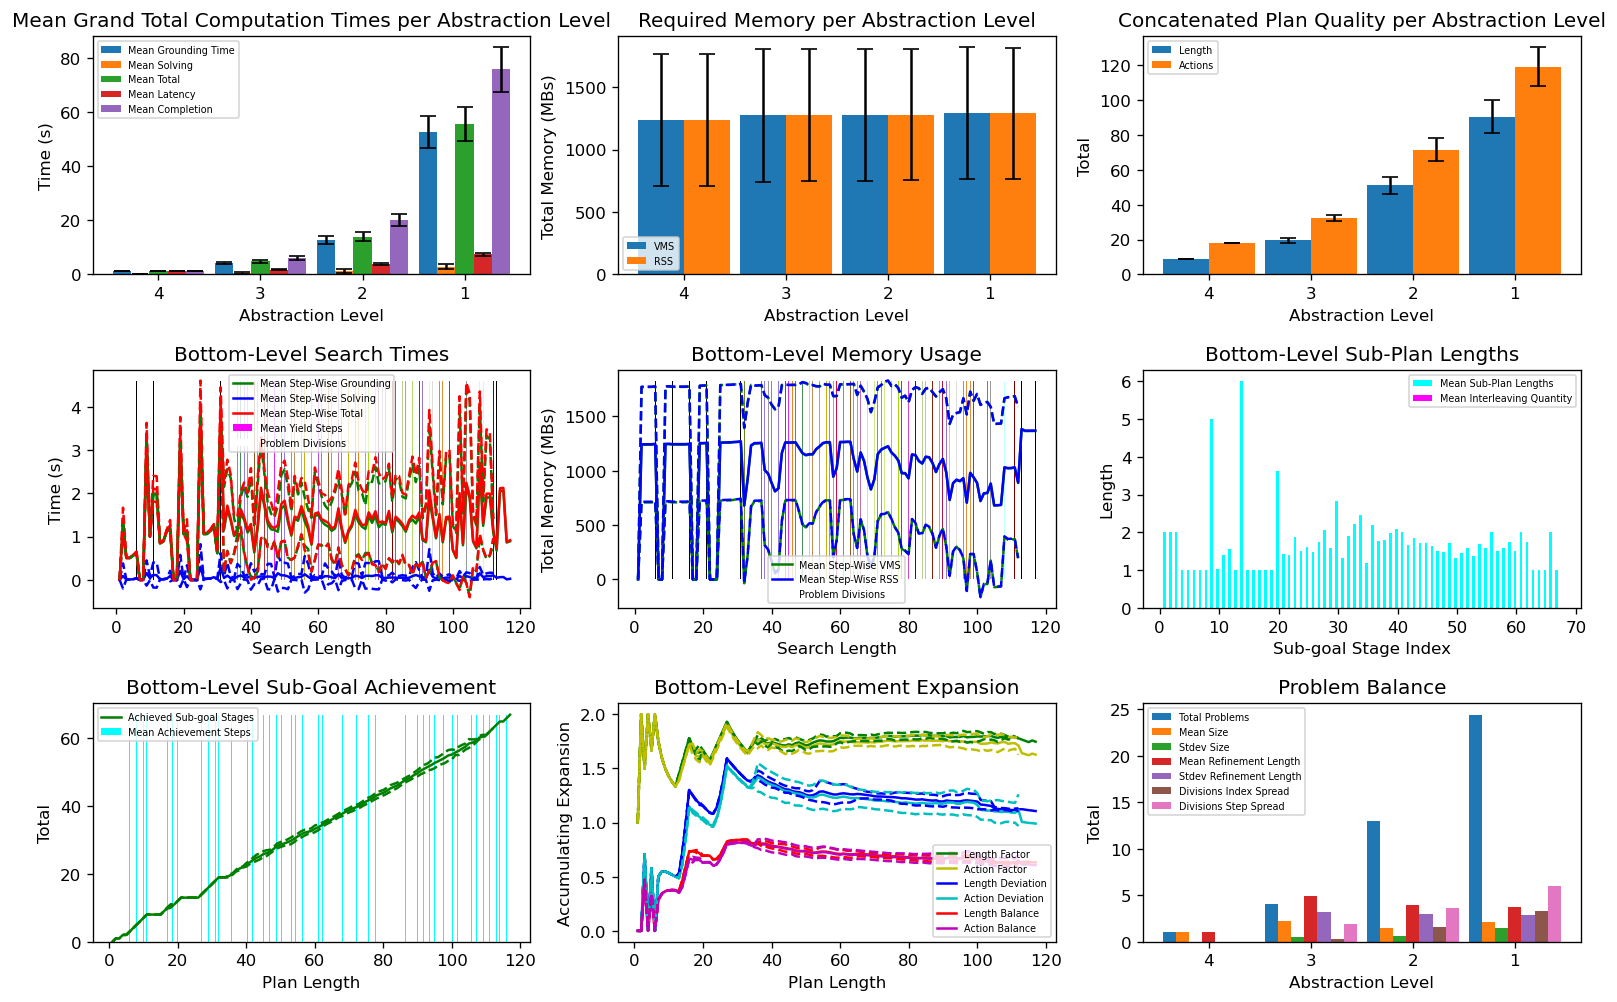 Mean Grand Total Computation Times per Abstraction Level
Time (s)
80
60
40
20
0
Mean Grounding Time
Mean Solving
Mean Total
Mean Latency
Mean Completion
4 3 2 1
Abstraction Level
Required Memory per Abstraction Level
Total Memory (MBs)
1500
1000
500
0
VMS
RSS
4 3 2 1
Abstraction Level
Concatenated Plan Quality per Abstraction Level
Total
120
100
80
60
40
20
0
Length
Actions
4 3 2 1
Abstraction Level
Bottom-Level Search Times
Time (s)
4
3
2
1
0
Mean Step-Wise Grounding
Mean Step-Wise Solving
Mean Step-Wise Total
Mean Yield Steps
Problem Divisions
0 20 40 60 80 100 120
Search Length
Bottom-Level Memory Usage
Total Memory (MBs)
1500
1000
500
0
Mean Step-Wise VMS
Mean Step-Wise RSS
Problem Divisions
0 20 40 60 80 100 120
Search Length
Bottom-Level Sub-Plan Lengths
Length
6
5
4
3
2
1
0
Mean Sub-Plan Lengths
Mean Interleaving Quantity
0 10 20 30 40 50 60 70
Sub-goal Stage Index
Bottom-Level Sub-Goal Achievement
Total
60
40
20
0
Achieved Sub-goal Stages
Mean Achievement Steps
0 20 40 60 80 100 120
Plan Length
Bottom-Level Refinement Expansion
Accumulating Expansion
2.0
1.5
1.0
0.5
0.0
Length Factor
Action Factor
Length Deviation
Action Deviation
Length Balance
Action Balance
0 20 40 60 80 100 120
Plan Length
Problem Balance
Total
25
20
15
10
5
0
Total Problems
Mean Size
Stdev Size
Mean Refinement Length
Stdev Refinement Length
Divisions Index Spread
Divisions Step Spread
4 3 2 1
Abstraction Level